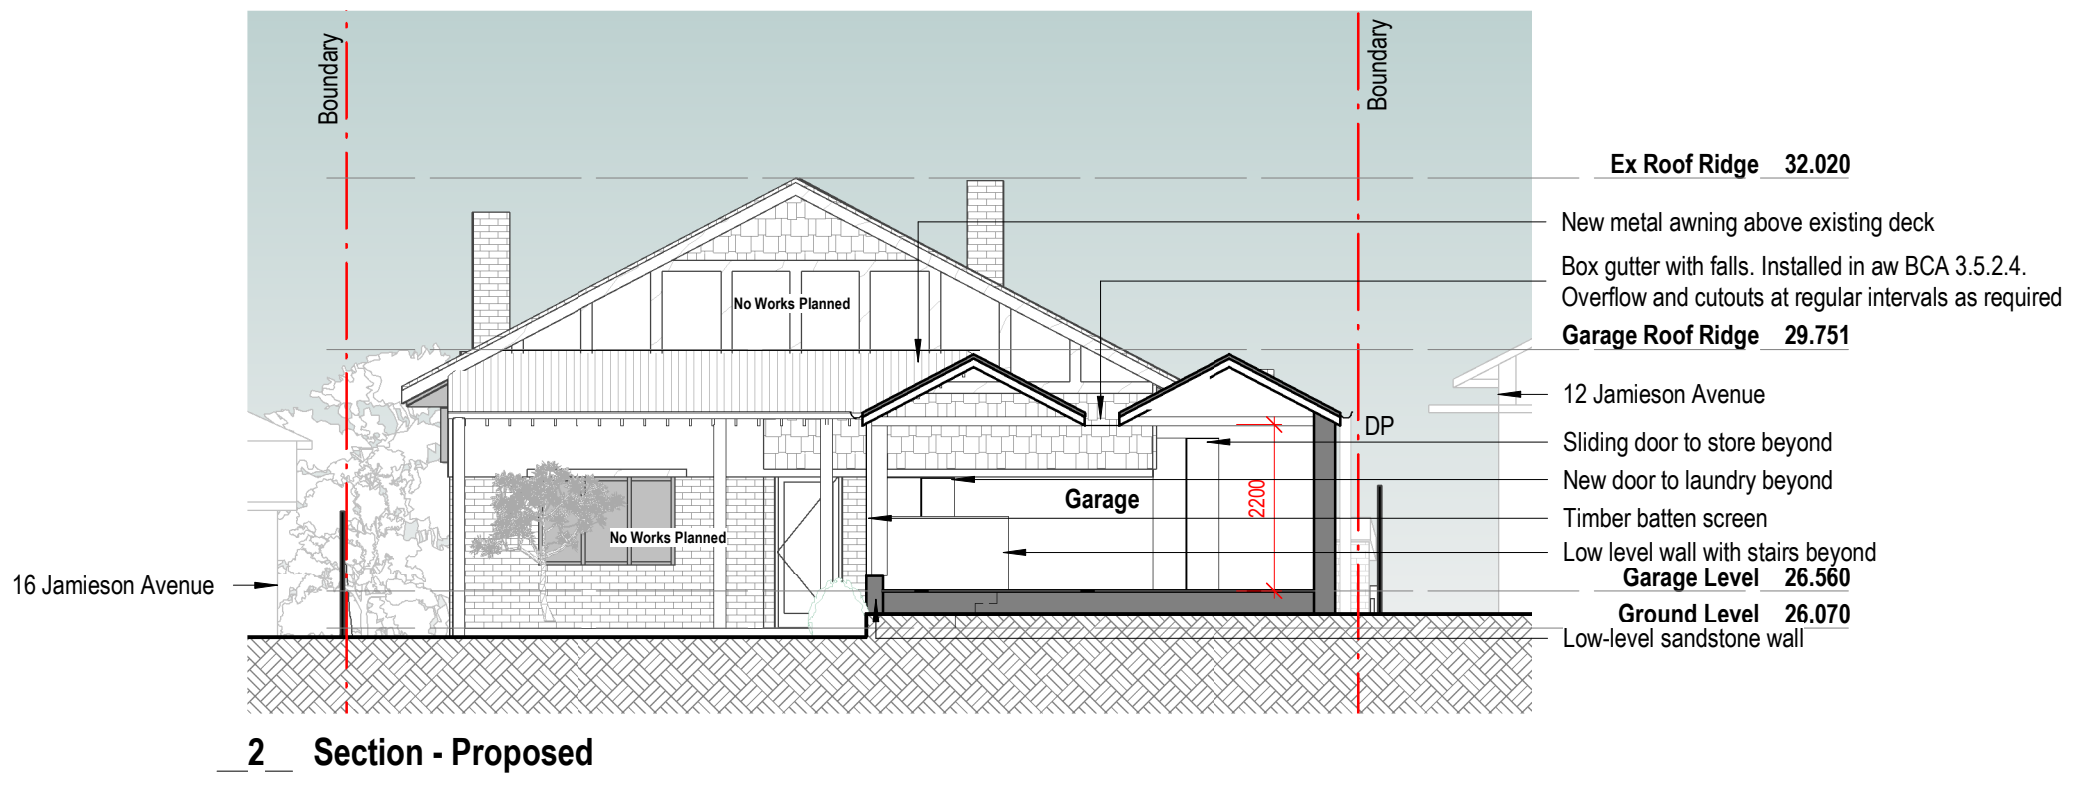 Boundary
Boundary
Ex Roof Ridge 32.020
New metal awning above existing deck
Box gutter with falls. Installed in aw BCA 3.5.2.4.
Overflow and cutouts at regular intervals as required
No Works Planned
Garage Roof Ridge 29.751
12 Jamieson Avenue
DP
Sliding door to store beyond
New door to laundry beyond
Garage
2200
Timber batten screen
No Works Planned
Low level wall with stairs beyond
16 Jamieson Avenue
Garage Level 26.560
Ground Level 26.070
Low-level sandstone wall
2 Section - Proposed